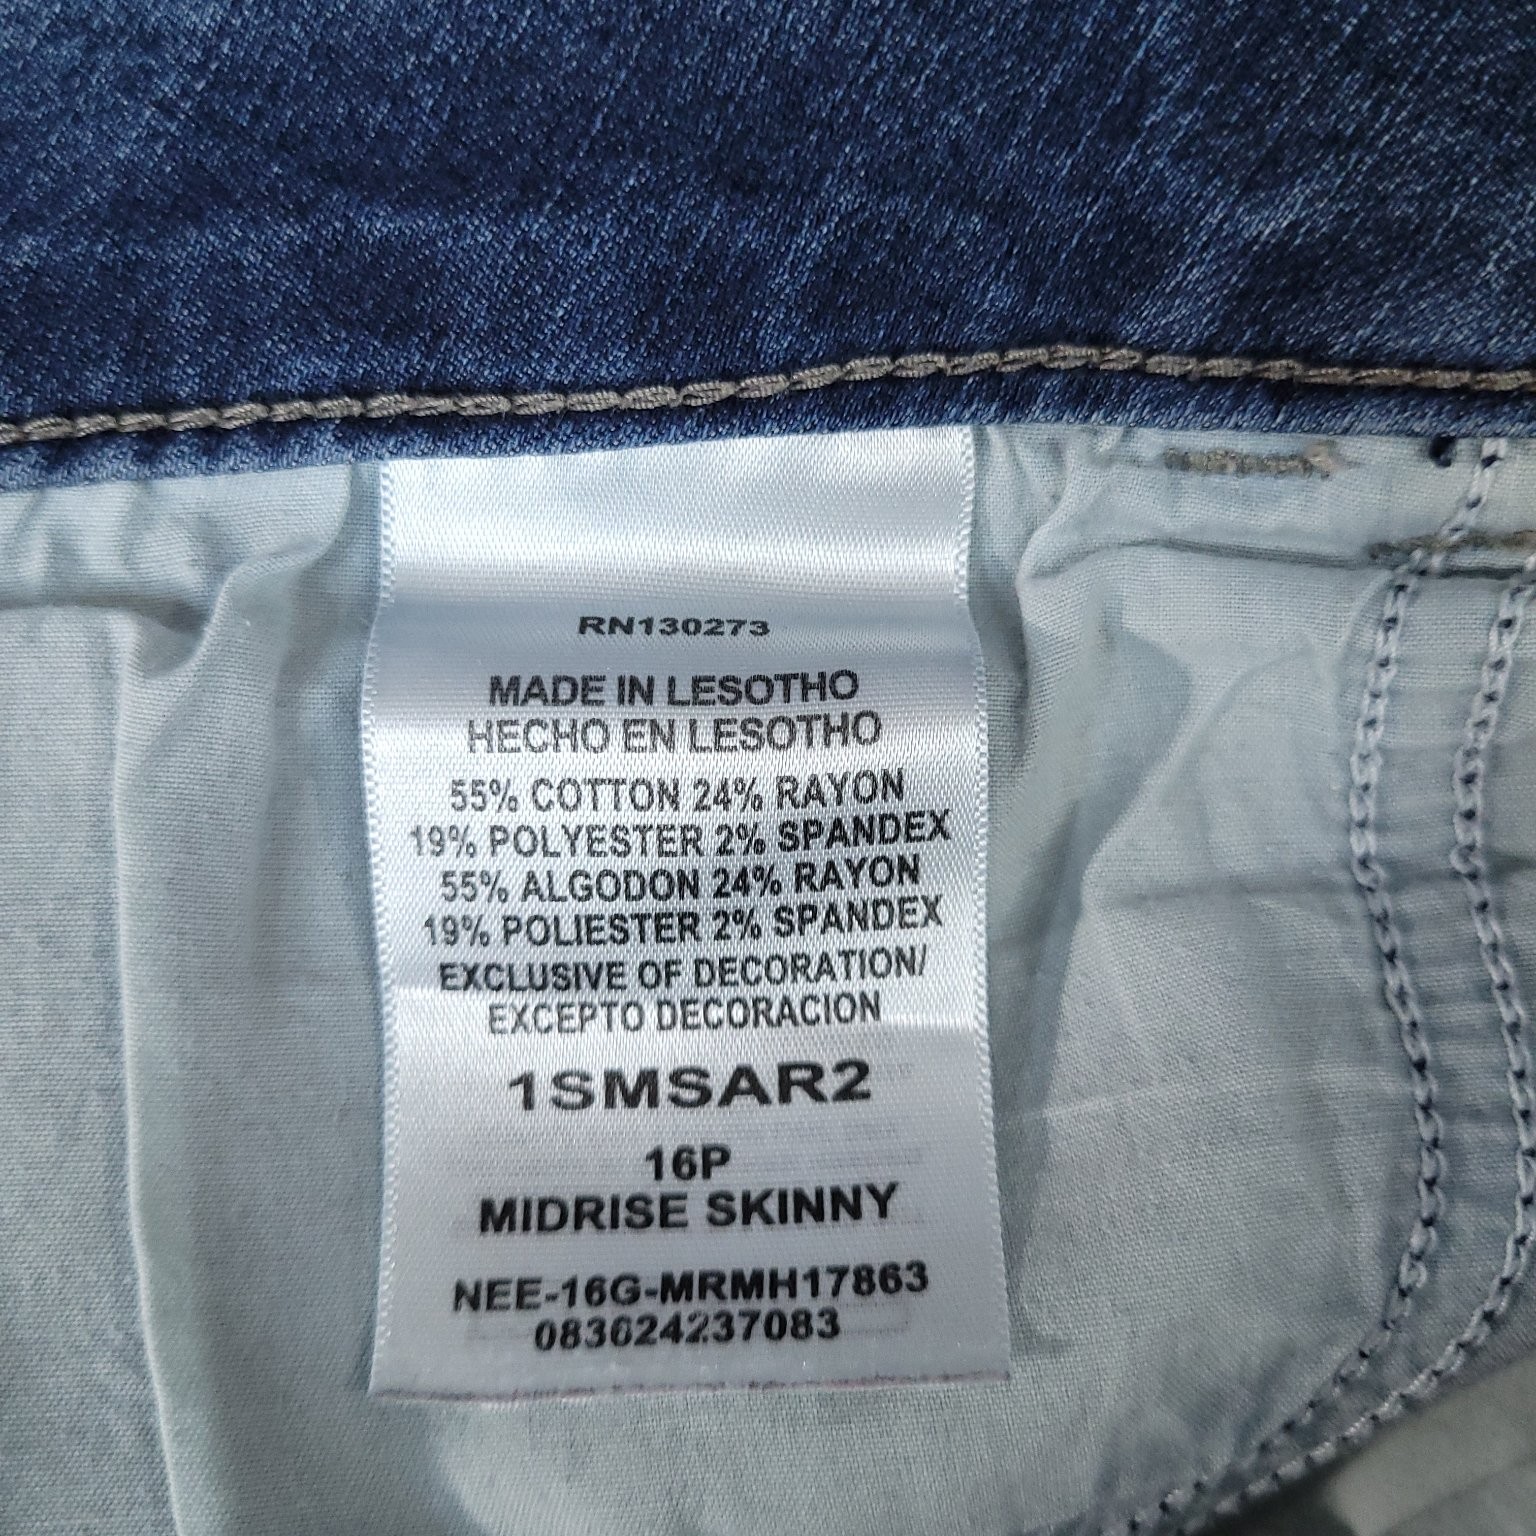 RN130273
MADE IN LESOTHO
HECHO EN LESOTHO
55% COTTON 24% RAYON
19% POLYESTER 2% SPANDEX
55% ALGODON 24% RAYON
19% POLIESTER 2% SPANDEX
EXCLUSIVE OF DECORATION/
EXCEPTO DECORACION
1SMSAR2
16P
MIDRISE SKINNY
NEE-16G-MRMH17863
083624237083